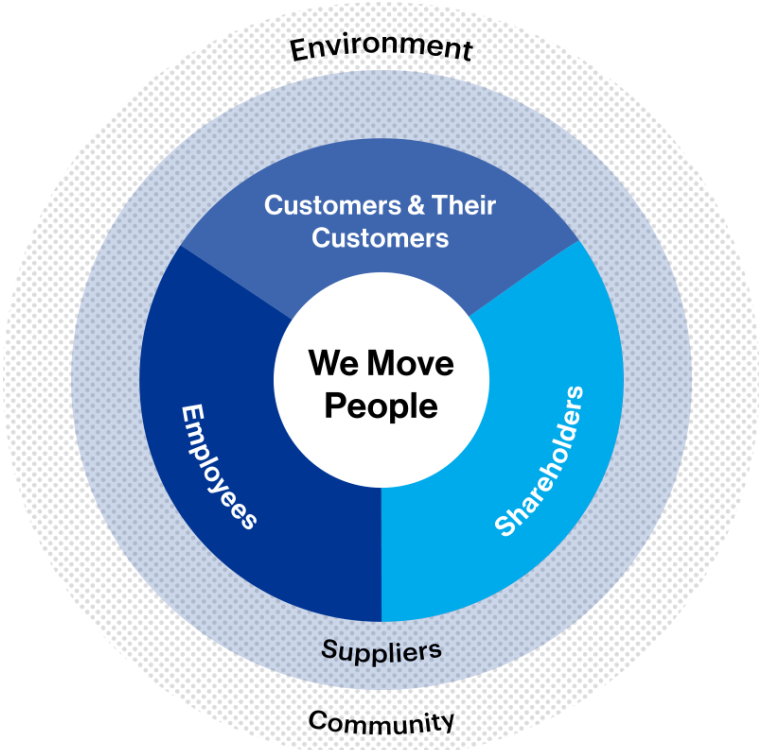 Environment
Customers & Their
Customers
We Move
People
Employees
Shareholders
Suppliers
Community